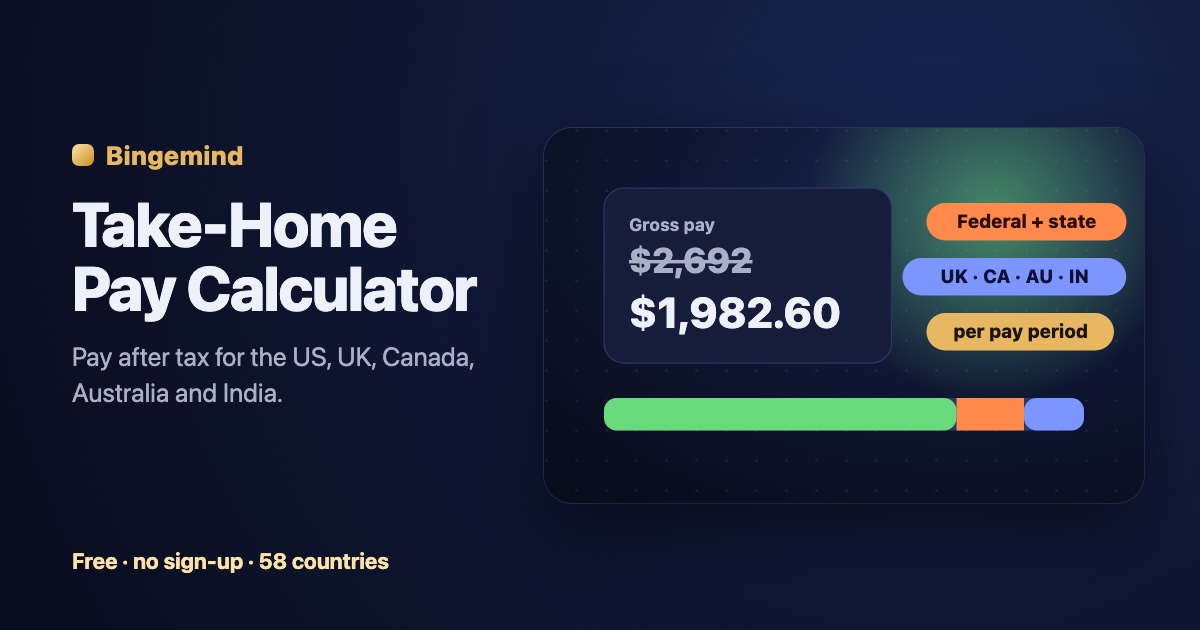 Bingemind
Take-Home
Pay Calculator
Pay after tax for the US, UK, Canada,
Australia and India.
Free · no sign-up · 58 countries
Gross pay
$2,692
$1,982.60
Federal + state
UK · CA · AU · IN
per pay period